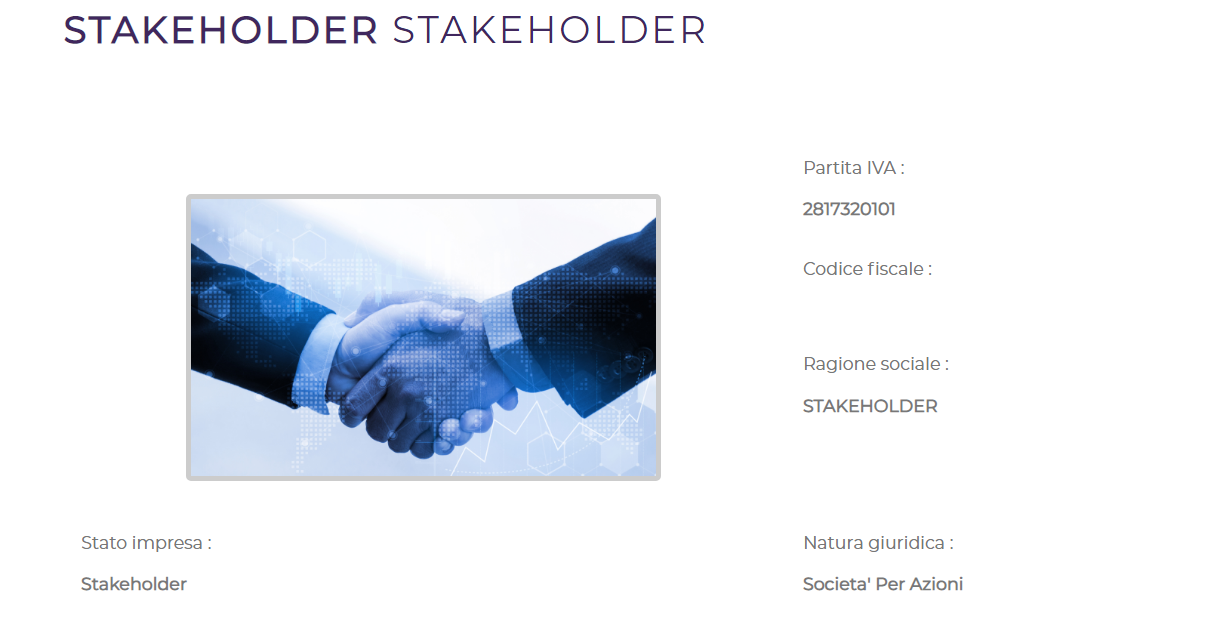 STAKEHOLDER STAKEHOLDER
Partita IVA :
2817320101
Codice fiscale :
Ragione sociale :
STAKEHOLDER
Stato impresa :
Stakeholder
Natura giuridica :
Societa' Per Azioni